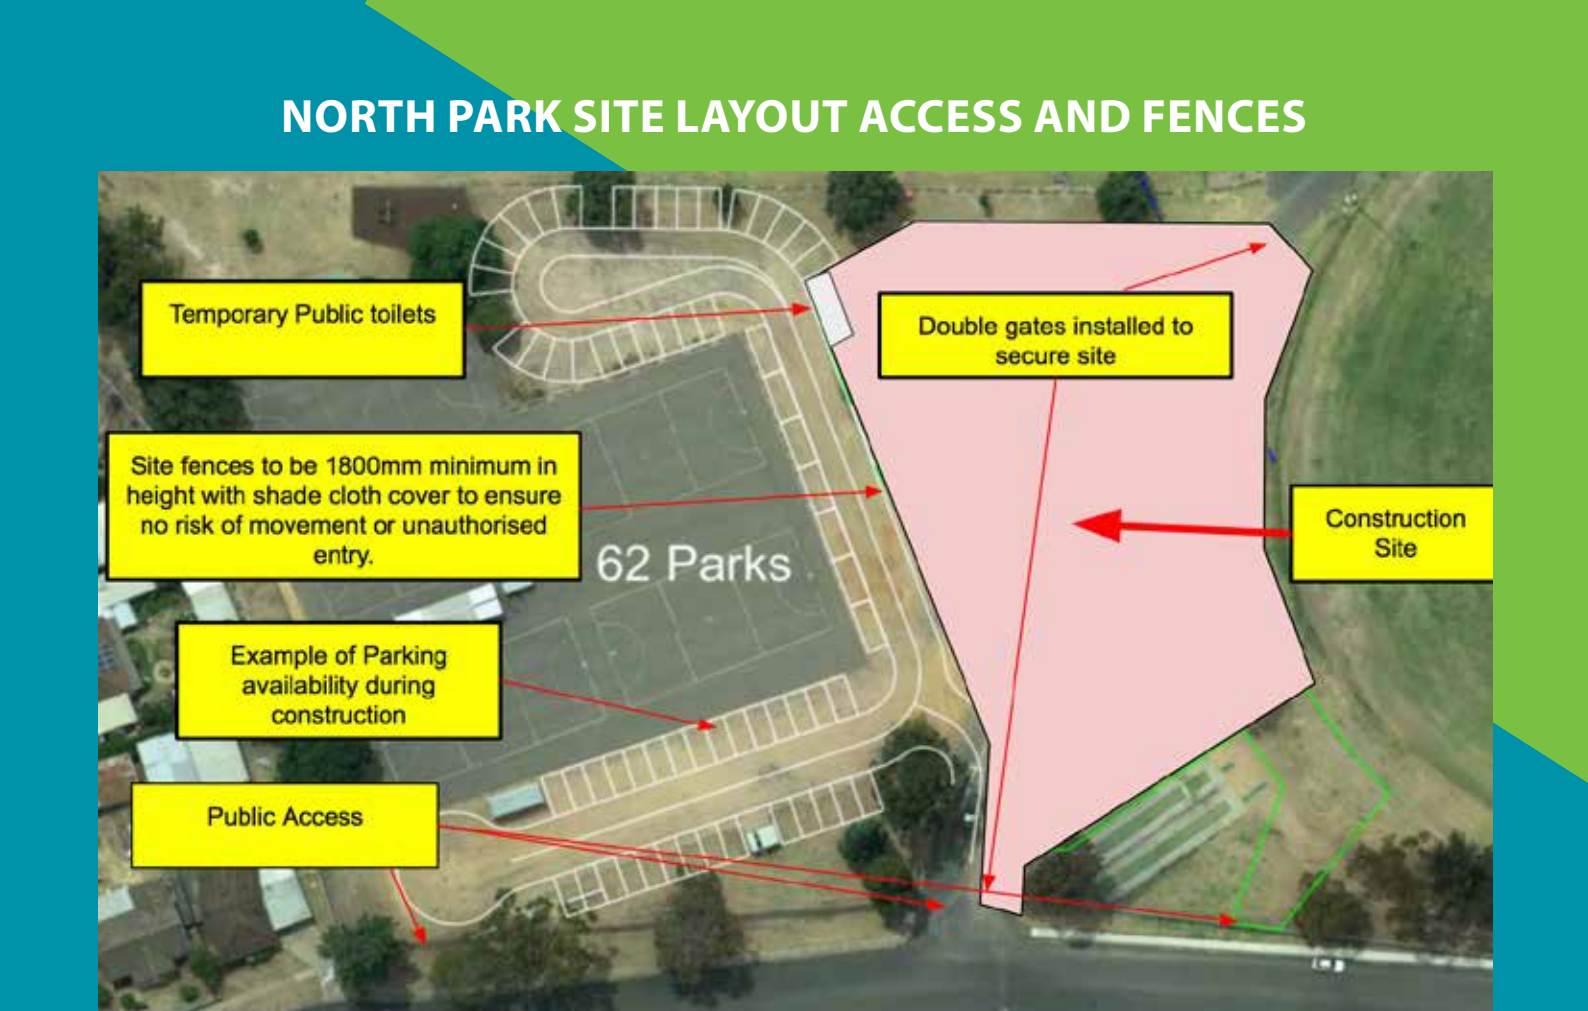 NORTH PARK SITE LAYOUT ACCESS AND FENCES
Temporary Public toilets
Double gates installed to
secure site
Site fences to be 1800mm minimum in
height with shade cloth cover to ensure
no risk of movement or unauthorised
entry.
Construction
Site
62 Parks
Example of Parking
availability during
construction
Public Access